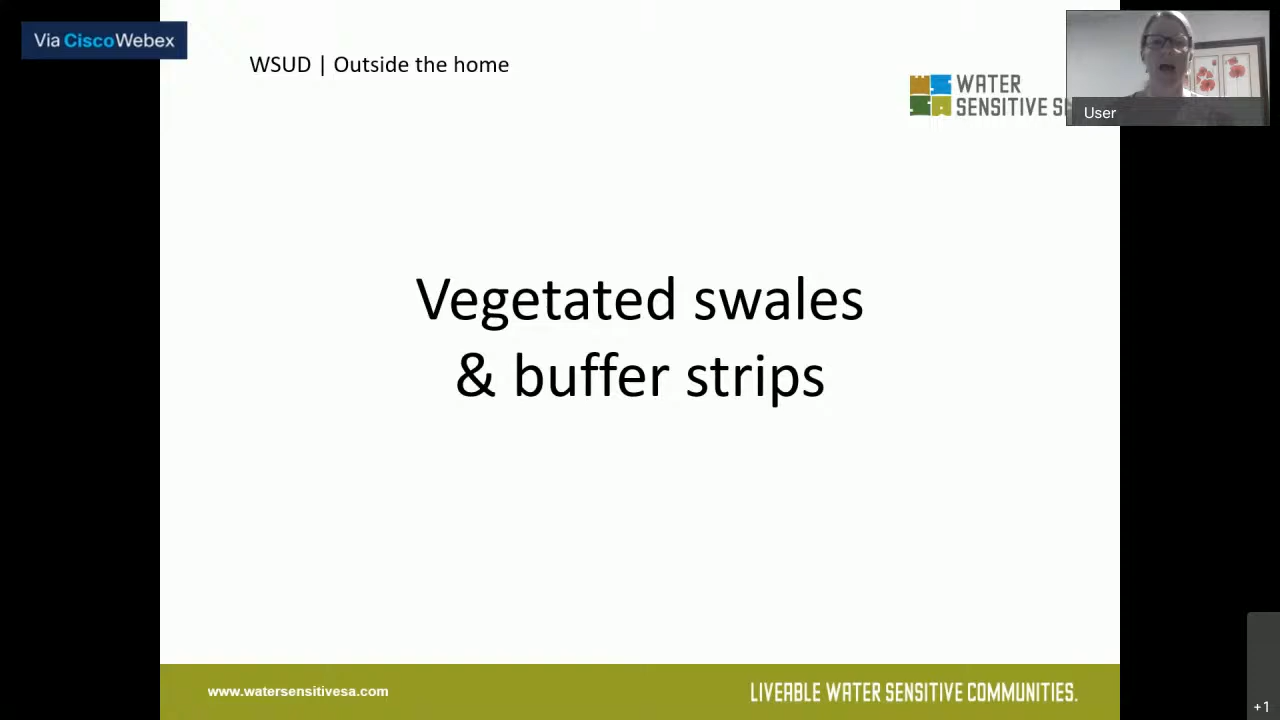 Via CiscoWebex
WSUD | Outside the home
WATER
SENSITIVE
User
Vegetated swales
& buffer strips
www.watersensitivesa.com
LIVEABLE WATER SENSITIVE COMMUNITIES.
+1